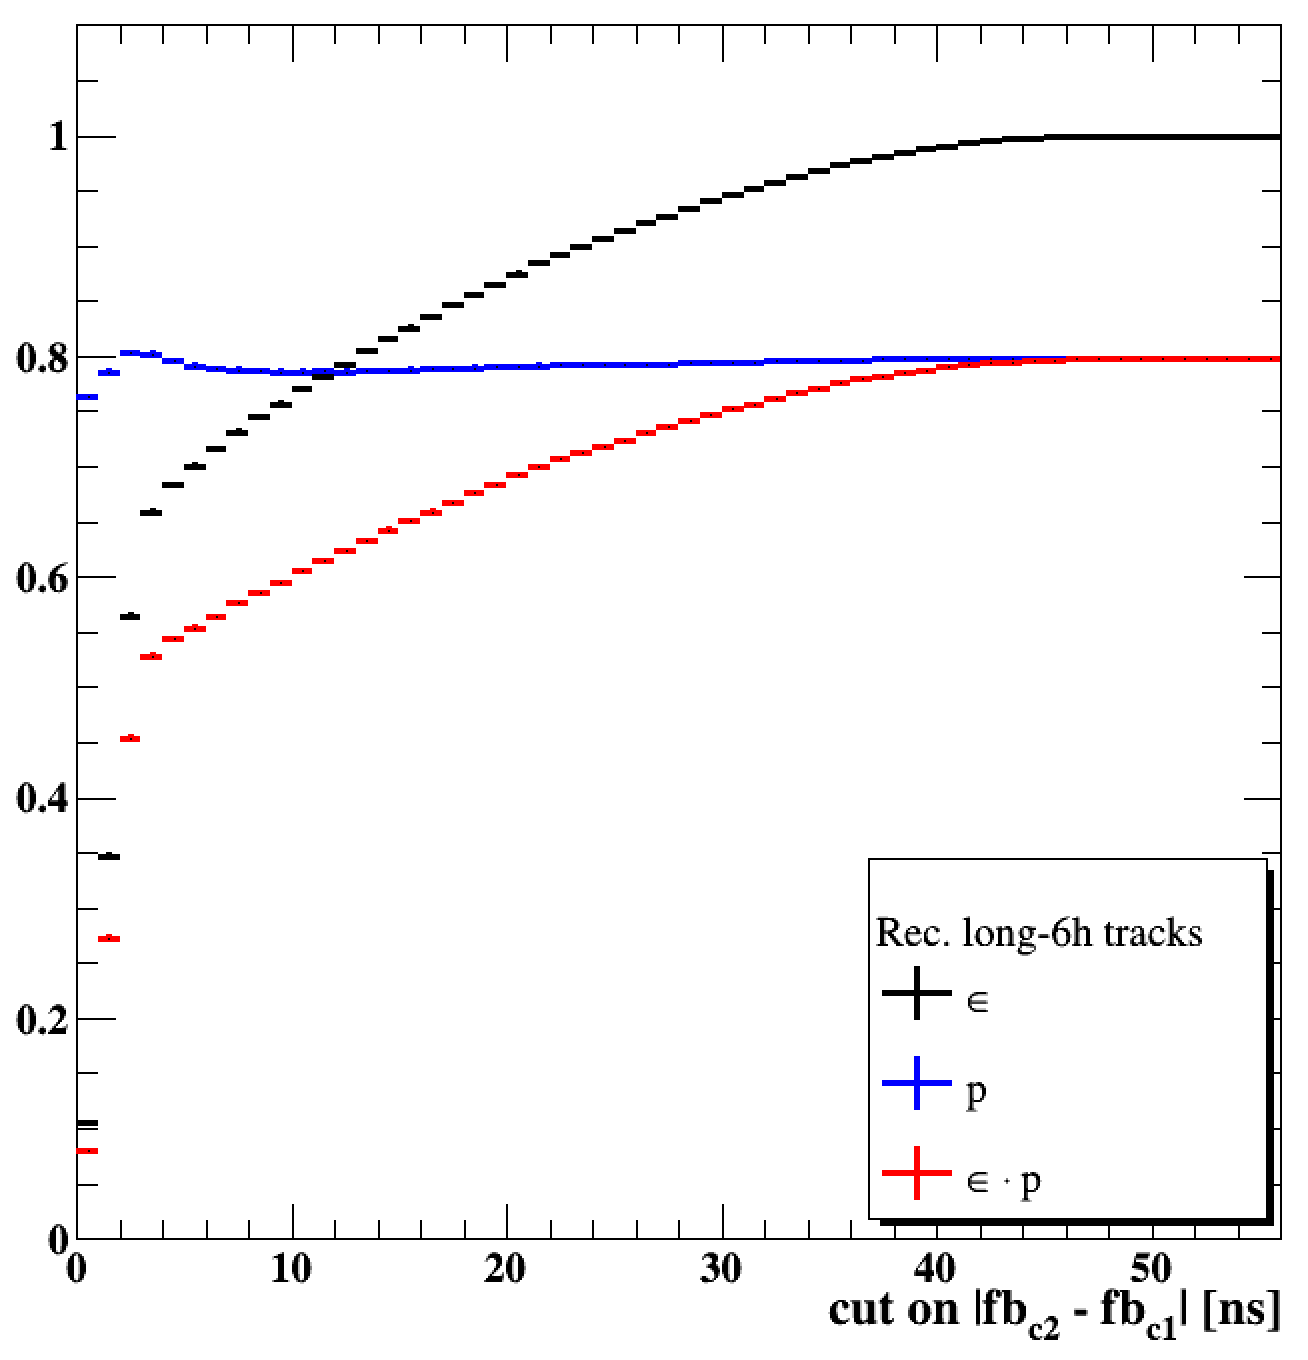 1
0.8
0.6
0.4
0.2
0
0 10 20 30 40 50
cut on |fb_c2 - fb_c1| [ns]
Rec. long-6h tracks
∈
p
∈ · p